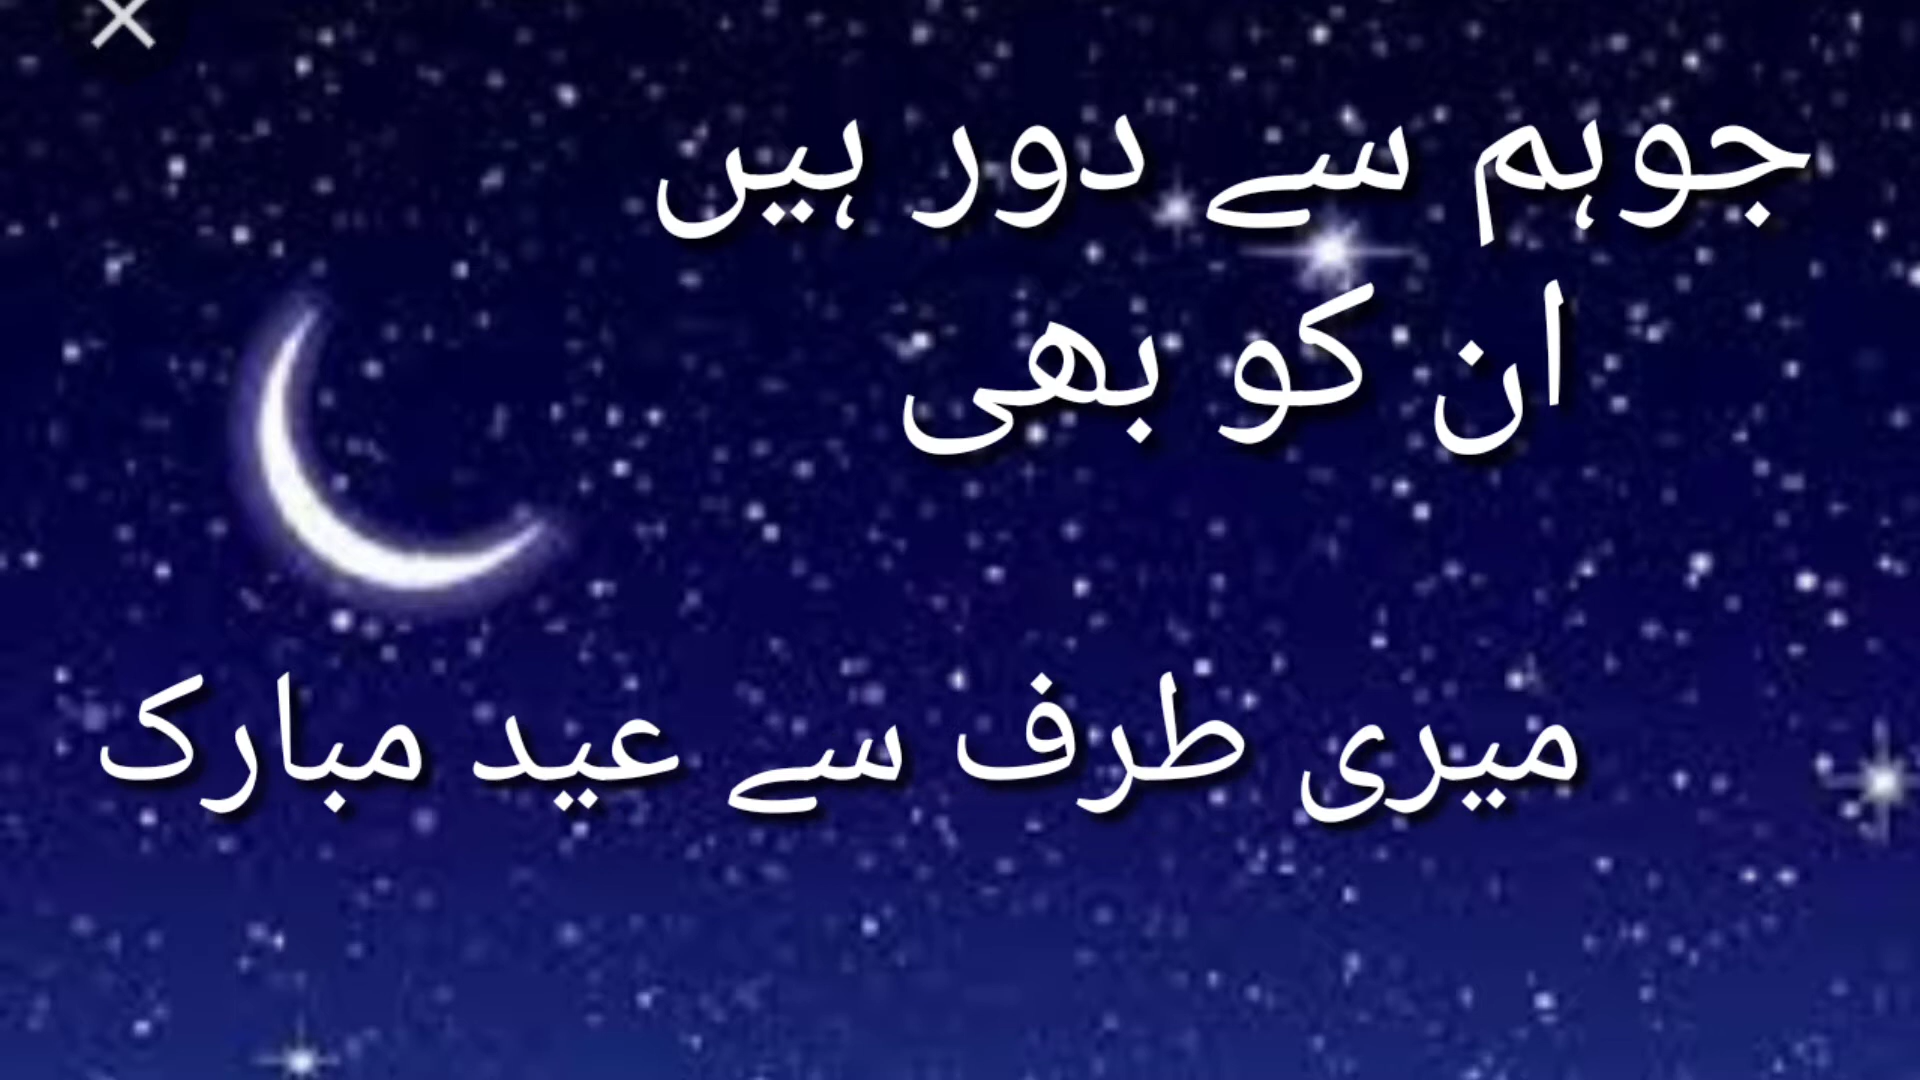 جوہم سے دور ہیں
ان کو بھی
میری طرف سے عید مبارک